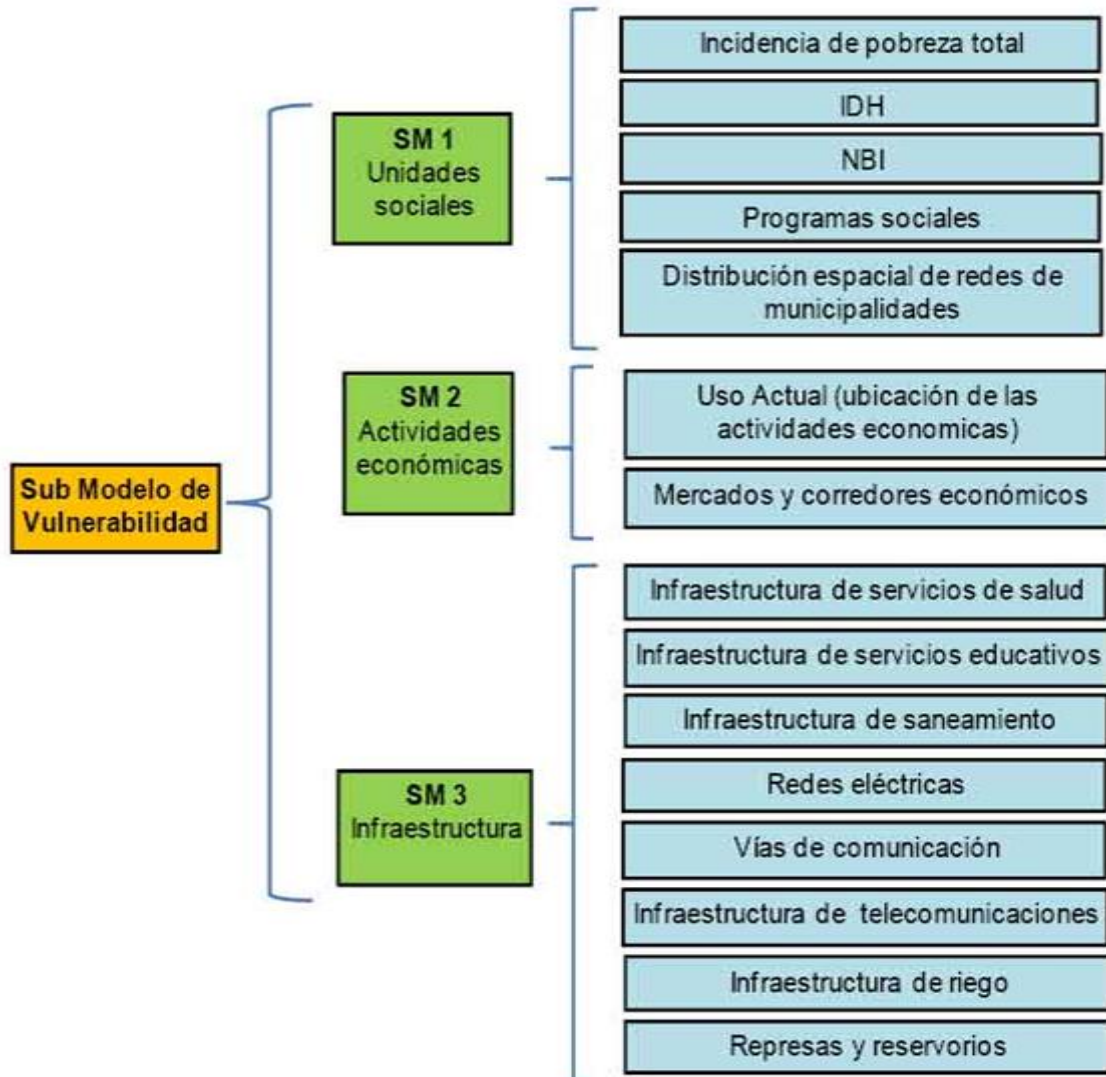 Sub Modelo de
Vulnerabilidad
SM 1
Unidades
sociales
Incidencia de pobreza total
IDH
NBI
Programas sociales
Distribución espacial de redes de
municipalidades
SM 2
Actividades
económicas
Uso Actual (ubicación de las
actividades economicas)
Mercados y corredores económicos
SM 3
Infraestructura
Infraestructura de servicios de salud
Infraestructura de servicios educativos
Infraestructura de saneamiento
Redes eléctricas
Vías de comunicación
Infraestructura de telecomunicaciones
Infraestructura de riego
Represas y reservorios